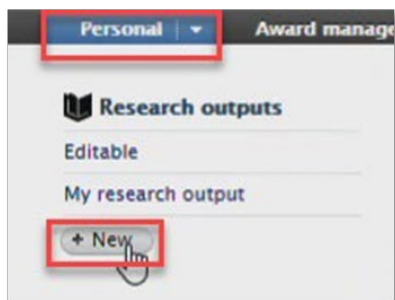 Personal Award manage
Research outputs
Editable
My research output
+ New